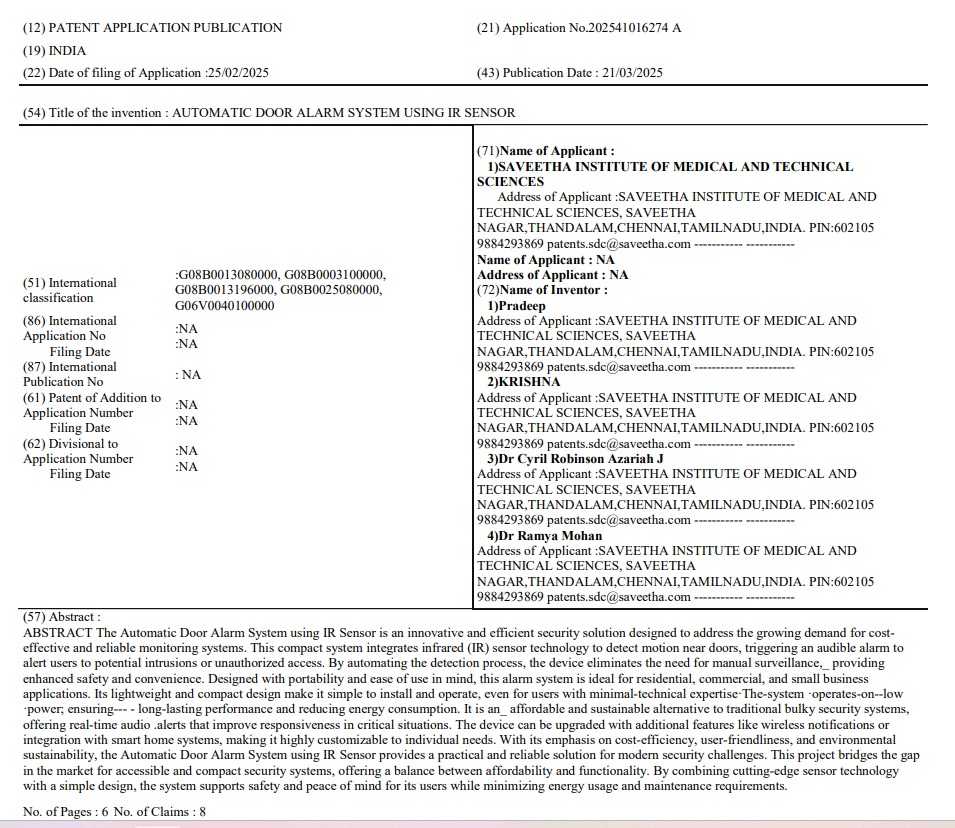 (12) PATENT APPLICATION PUBLICATION
(21) Application No.202541016274 A
(19) INDIA
(22) Date of filing of Application :25/02/2025
(43) Publication Date : 21/03/2025
(54) Title of the invention : AUTOMATIC DOOR ALARM SYSTEM USING IR SENSOR
(51) International
classification
:G08B0013080000, G08B0003100000,
G08B0013196000, G08B0025080000,
G06V0040100000
(86) International
Application No
Filing Date
:NA
:NA
(87) International
Publication No
: NA
(61) Patent of Addition to
Application Number
Filing Date
:NA
:NA
(62) Divisional to
Application Number
Filing Date
:NA
:NA
(71)Name of Applicant :
1)SAVEETHA INSTITUTE OF MEDICAL AND TECHNICAL
SCIENCES
Address of Applicant :SAVEETHA INSTITUTE OF MEDICAL AND
TECHNICAL SCIENCES, SAVEETHA
NAGAR,THANDALAM,CHENNAI,TAMILNADU,INDIA. PIN:602105
9884293869 patents.sdc@saveetha.com ---------- -----------
Name of Applicant : NA
Address of Applicant : NA
(72)Name of Inventor :
1)Pradeep
Address of Applicant :SAVEETHA INSTITUTE OF MEDICAL AND
TECHNICAL SCIENCES, SAVEETHA
NAGAR,THANDALAM,CHENNAI,TAMILNADU,INDIA. PIN:602105
9884293869 patents.sdc@saveetha.com ---------- -----------
2)KRISHNA
Address of Applicant :SAVEETHA INSTITUTE OF MEDICAL AND
TECHNICAL SCIENCES, SAVEETHA
NAGAR,THANDALAM,CHENNAI,TAMILNADU,INDIA. PIN:602105
9884293869 patents.sdc@saveetha.com ---------- -----------
3)Dr Cyril Robinson Azariah J
Address of Applicant :SAVEETHA INSTITUTE OF MEDICAL AND
TECHNICAL SCIENCES, SAVEETHA
NAGAR,THANDALAM,CHENNAI,TAMILNADU,INDIA. PIN:602105
9884293869 patents.sdc@saveetha.com ---------- -----------
4)Dr Ramya Mohan
Address of Applicant :SAVEETHA INSTITUTE OF MEDICAL AND
TECHNICAL SCIENCES, SAVEETHA
NAGAR,THANDALAM,CHENNAI,TAMILNADU,INDIA. PIN:602105
9884293869 patents.sdc@saveetha.com ---------- -----------
(57) Abstract :
ABSTRACT The Automatic Door Alarm System using IR Sensor is an innovative and efficient security solution designed to address the growing demand for cost-
effective and reliable monitoring systems. This compact system integrates infrared (IR) sensor technology to detect motion near doors, triggering an audible alarm to
alert users to potential intrusions or unauthorized access. By automating the detection process, the device eliminates the need for manual surveillance,_ providing
enhanced safety and convenience. Designed with portability and ease of use in mind, this alarm system is ideal for residential, commercial, and small business
applications. Its lightweight and compact design make it simple to install and operate, even for users with minimal-technical expertise·The-system ·operates-on--low
·power; ensuring--- - long-lasting performance and reducing energy consumption. It is an_ affordable and sustainable alternative to traditional bulky security systems,
offering real-time audio .alerts that improve responsiveness in critical situations. The device can be upgraded with additional features like wireless notifications or
integration with smart home systems, making it highly customizable to individual needs. With its emphasis on cost-efficiency, user-friendliness, and environmental
sustainability, the Automatic Door Alarm System using IR Sensor provides a practical and reliable solution for modern security challenges. This project bridges the gap
in the market for accessible and compact security systems, offering a balance between affordability and functionality. By combining cutting-edge sensor technology
with a simple design, the system supports safety and peace of mind for its users while minimizing energy usage and maintenance requirements.
No. of Pages : 6 No. of Claims : 8